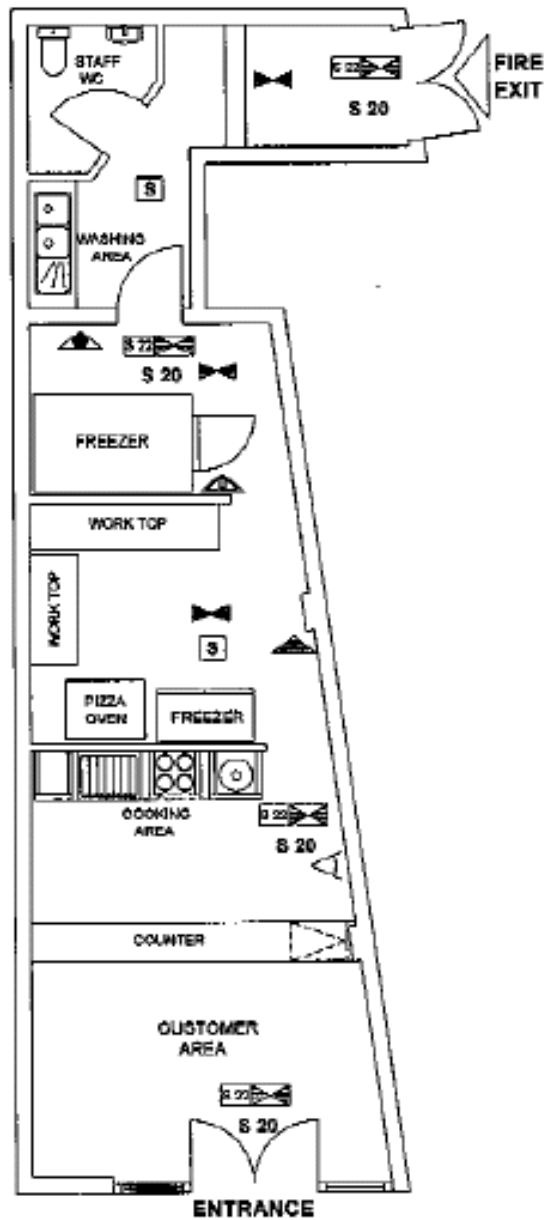 STAFF
WC
FIRE
EXIT
S 20
S
WASHING
AREA
S 22
S 20
FREEZER
WORK TOP
WORK TOP
S
PIZZA
OVEN
FREEZER
COOKING
AREA
S 20
COUNTER
CUSTOMER
AREA
S 20
ENTRANCE